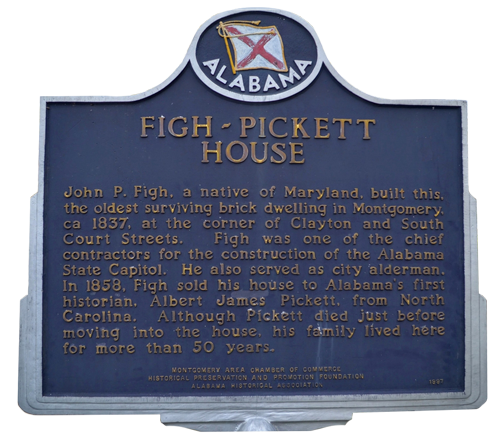 ALABAMA
FIGH - PICKETT
HOUSE
John P. Figh, a native of Maryland, built this,
the oldest surviving brick dwelling in Montgomery,
ca 1837, at the corner of Clayton and South
Court Streets. Figh was one of the chief
contractors for the construction of the Alabama
State Capitol. He also served as city alderman.
In 1858, Figh sold his house to Alabama's first
historian, Albert James Pickett, from North
Carolina. Although Pickett died just before
moving into the house, his family lived here
for more than 50 years.
MONTGOMERY AREA CHAMBER OF COMMERCE
HISTORICAL PRESERVATION AND PROMOTION FOUNDATION
ALABAMA HISTORICAL ASSOCIATION